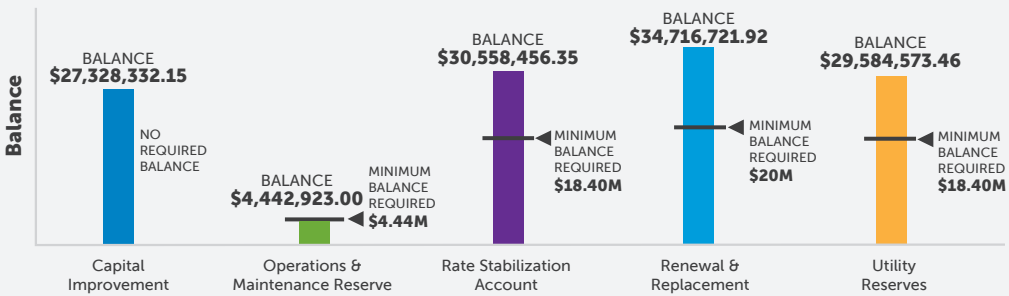 Balance
BALANCE
$27,328,332.15
NO
REQUIRED
BALANCE
BALANCE
$4,442,923.00
MINIMUM
BALANCE
REQUIRED
$4.44M
BALANCE
$30,558,456.35
MINIMUM
BALANCE
REQUIRED
$18.40M
BALANCE
$34,716,721.92
MINIMUM
BALANCE
REQUIRED
$20M
BALANCE
$29,584,573.46
MINIMUM
BALANCE
REQUIRED
$18.40M
Capital
Improvement
Operations &
Maintenance Reserve
Rate Stabilization
Account
Renewal &
Replacement
Utility
Reserves